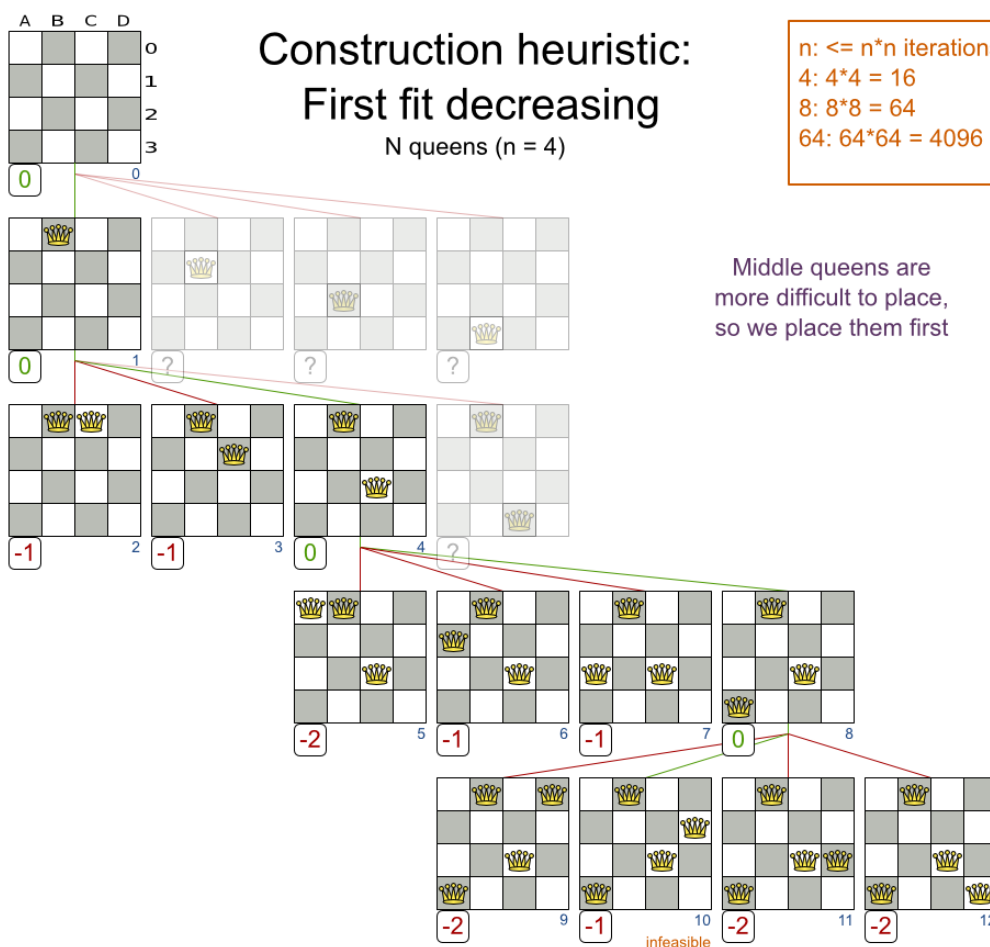 A B C D
0
1
2
3
0
0
Construction heuristic:
First fit decreasing
N queens (n = 4)
n: <= n*n iteration
4: 4*4 = 16
8: 8*8 = 64
64: 64*64 = 4096
Middle queens are
more difficult to place,
so we place them first
0 1 ? ? ?
-1 2 -1 3 0 4 ?
-2 5 -1 6 -1 7 0 8
-2 9 -1 10 -2 11 -2 12
infeasible